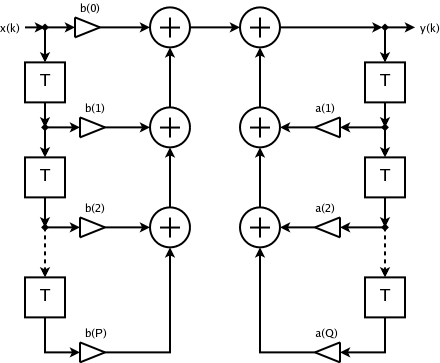 b(0)
x(k)
y(k)
T
T
b(1)
a(1)
T
T
b(2)
a(2)
T
T
b(P)
a(Q)